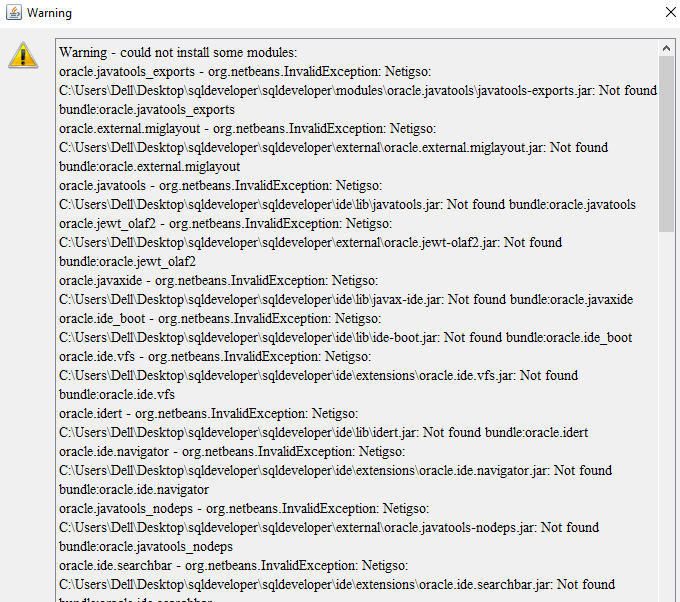 Warning
Warning - could not install some modules:
oracle.javatools_exports - org.netbeans.InvalidException: Netigso:
C:\Users\Dell\Desktop\sqldeveloper\sqldeveloper\modules\oracle.javatools\javatools-exports.jar: Not found
bundle:oracle.javatools_exports
oracle.external.miglayout - org.netbeans.InvalidException: Netigso:
C:\Users\Dell\Desktop\sqldeveloper\sqldeveloper\external\oracle.external.miglayout.jar: Not found
bundle:oracle.external.miglayout
oracle.javatools - org.netbeans.InvalidException: Netigso:
C:\Users\Dell\Desktop\sqldeveloper\sqldeveloper\ide\lib\javatools.jar: Not found bundle:oracle.javatools
oracle.jewt_olaf2 - org.netbeans.InvalidException: Netigso:
C:\Users\Dell\Desktop\sqldeveloper\sqldeveloper\external\oracle.jewt-olaf2.jar: Not found
bundle:oracle.jewt_olaf2
oracle.javaxide - org.netbeans.InvalidException: Netigso:
C:\Users\Dell\Desktop\sqldeveloper\sqldeveloper\ide\lib\javax-ide.jar: Not found bundle:oracle.javaxide
oracle.ide_boot - org.netbeans.InvalidException: Netigso:
C:\Users\Dell\Desktop\sqldeveloper\sqldeveloper\ide\lib\ide-boot.jar: Not found bundle:oracle.ide_boot
oracle.ide.vfs - org.netbeans.InvalidException: Netigso:
C:\Users\Dell\Desktop\sqldeveloper\sqldeveloper\ide\extensions\oracle.ide.vfs.jar: Not found
bundle:oracle.ide.vfs
oracle.idert - org.netbeans.InvalidException: Netigso:
C:\Users\Dell\Desktop\sqldeveloper\sqldeveloper\ide\lib\idert.jar: Not found bundle:oracle.idert
oracle.ide.navigator - org.netbeans.InvalidException: Netigso:
C:\Users\Dell\Desktop\sqldeveloper\sqldeveloper\ide\extensions\oracle.ide.navigator.jar: Not found
bundle:oracle.ide.navigator
oracle.javatools_nodeps - org.netbeans.InvalidException: Netigso:
C:\Users\Dell\Desktop\sqldeveloper\sqldeveloper\external\oracle.javatools-nodeps.jar: Not found
bundle:oracle.javatools_nodeps
oracle.ide.searchbar - org.netbeans.InvalidException: Netigso:
C:\Users\Dell\Desktop\sqldeveloper\sqldeveloper\ide\extensions\oracle.ide.searchbar.jar: Not found
bundle:oracle.ide.searchbar